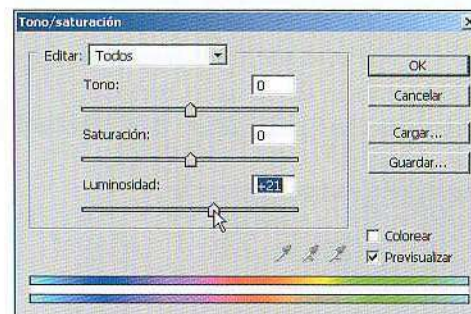 Tono/saturación
Editar: Todos
Tono: 0
Saturación: 0
Luminosidad: +21
OK
Cancelar
Cargar...
Guardar...
Colorear
Previsualizar